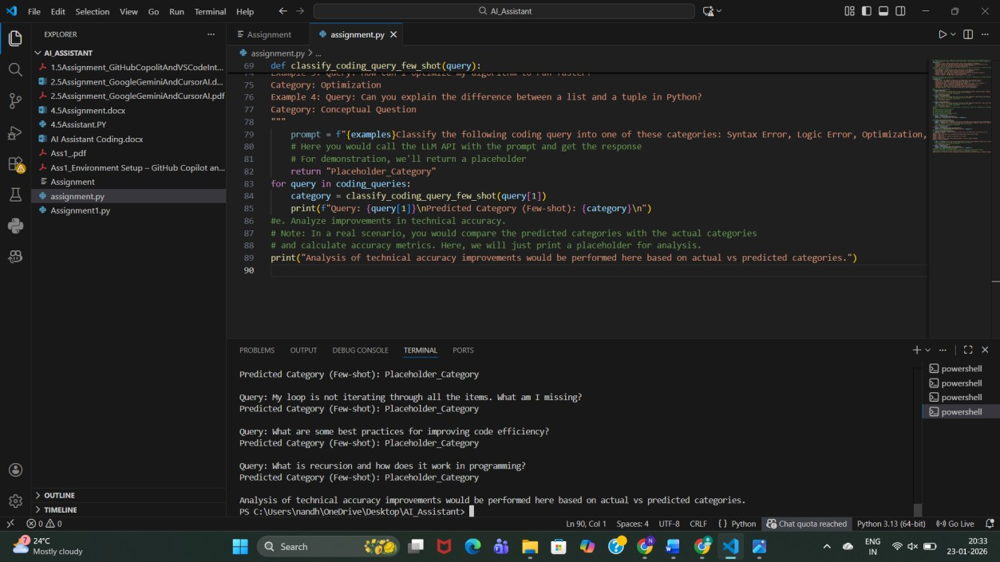 File Edit Selection View Go Run Terminal Help
AI_Assistant
EXPLORER
AI_ASSISTANT
1.5Assignment_GitHubCopolitAndVSCodeInt...
2.5Assignment_GoogleGeminiAndCursorAI.d...
2.5Assignment_GoogleGeminiAndCursorAI.pdf
4.5Assignment.docx
4.5Assistant.PY
AI Assistant Coding.docx
Ass1_.pdf
Ass1_Environment Setup – GitHub Copilot an...
Assignment
assignment.py
Assignment1.py
OUTLINE
TIMELINE
Assignment
assignment.py
assignment.py > ...
69 def classify_coding_query_few_shot(query):
74 Example 3: Query: How can I optimize my algorithm to run faster?
75 Category: Optimization
76 Example 4: Query: Can you explain the difference between a list and a tuple in Python?
77 Category: Conceptual Question
78 """
79 prompt = f"{examples}Classify the following coding query into one of these categories: Syntax Error, Logic Error, Optimization,
80 # Here you would call the LLM API with the prompt and get the response
81 # For demonstration, we'll return a placeholder
82 return "Placeholder_Category"
83 for query in coding_queries:
84 category = classify_coding_query_few_shot(query[1])
85 print(f"Query: {query[1]}\nPredicted Category (Few-shot): {category}\n")
86 #e. Analyze improvements in technical accuracy.
87 # Note: In a real scenario, you would compare the predicted categories with the actual categories
88 # and calculate accuracy metrics. Here, we will just print a placeholder for analysis.
89 print("Analysis of technical accuracy improvements would be performed here based on actual vs predicted categories.")
90
PROBLEMS OUTPUT DEBUG CONSOLE TERMINAL PORTS
Predicted Category (Few-shot): Placeholder_Category
Query: My loop is not iterating through all the items. What am I missing?
Predicted Category (Few-shot): Placeholder_Category
Query: What are some best practices for improving code efficiency?
Predicted Category (Few-shot): Placeholder_Category
Query: What is recursion and how does it work in programming?
Predicted Category (Few-shot): Placeholder_Category
Analysis of technical accuracy improvements would be performed here based on actual vs predicted categories.
PS C:\Users\nandh\OneDrive\Desktop\AI_Assistant>
powershell
powershell
powershell
powershell
0 0
Ln 90, Col 1 Spaces: 4 UTF-8 CRLF { } Python Chat quota reached Python 3.13 (64-bit) Go Live
7
24°C
Mostly cloudy
Search
ENG
IN
20:33
23-01-2026